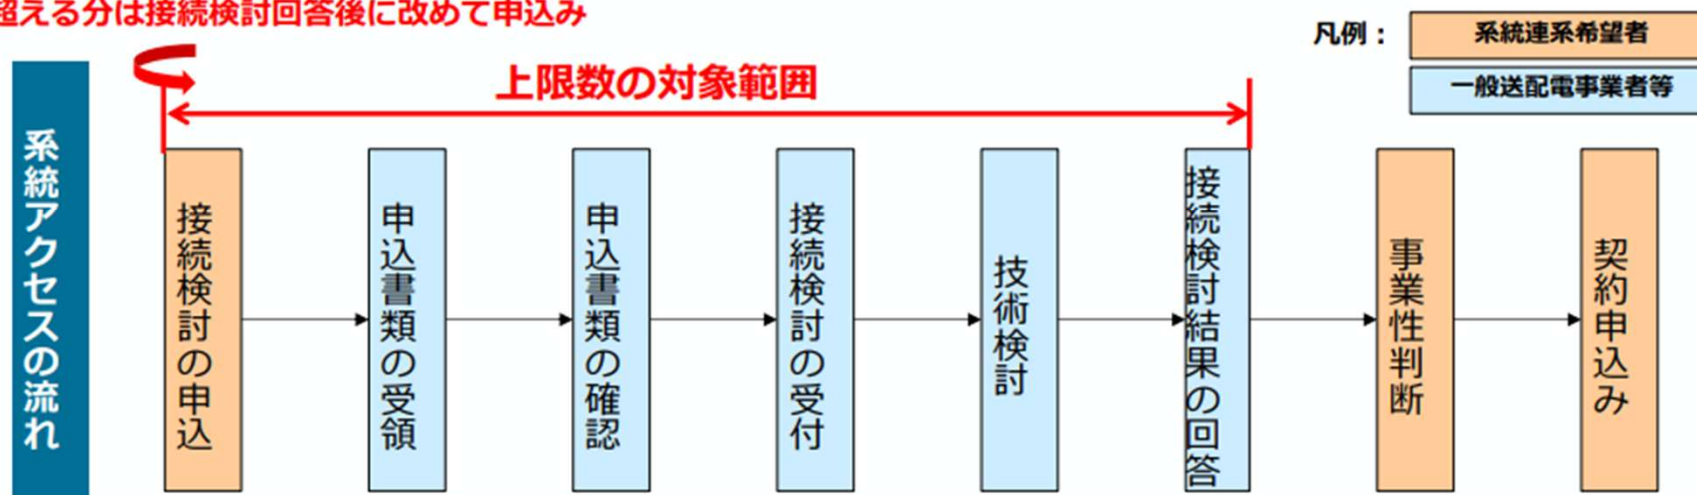 超える分は接続検討回答後に改めて申込み
凡例：
系統連系希望者
一般送配電事業者等
上限数の対象範囲
系統アクセスの流れ
接続検討の申込
申込書類の受領
申込書類の確認
接続検討の受付
技術検討
接続検討結果の回答
事業性判断
契約申込み